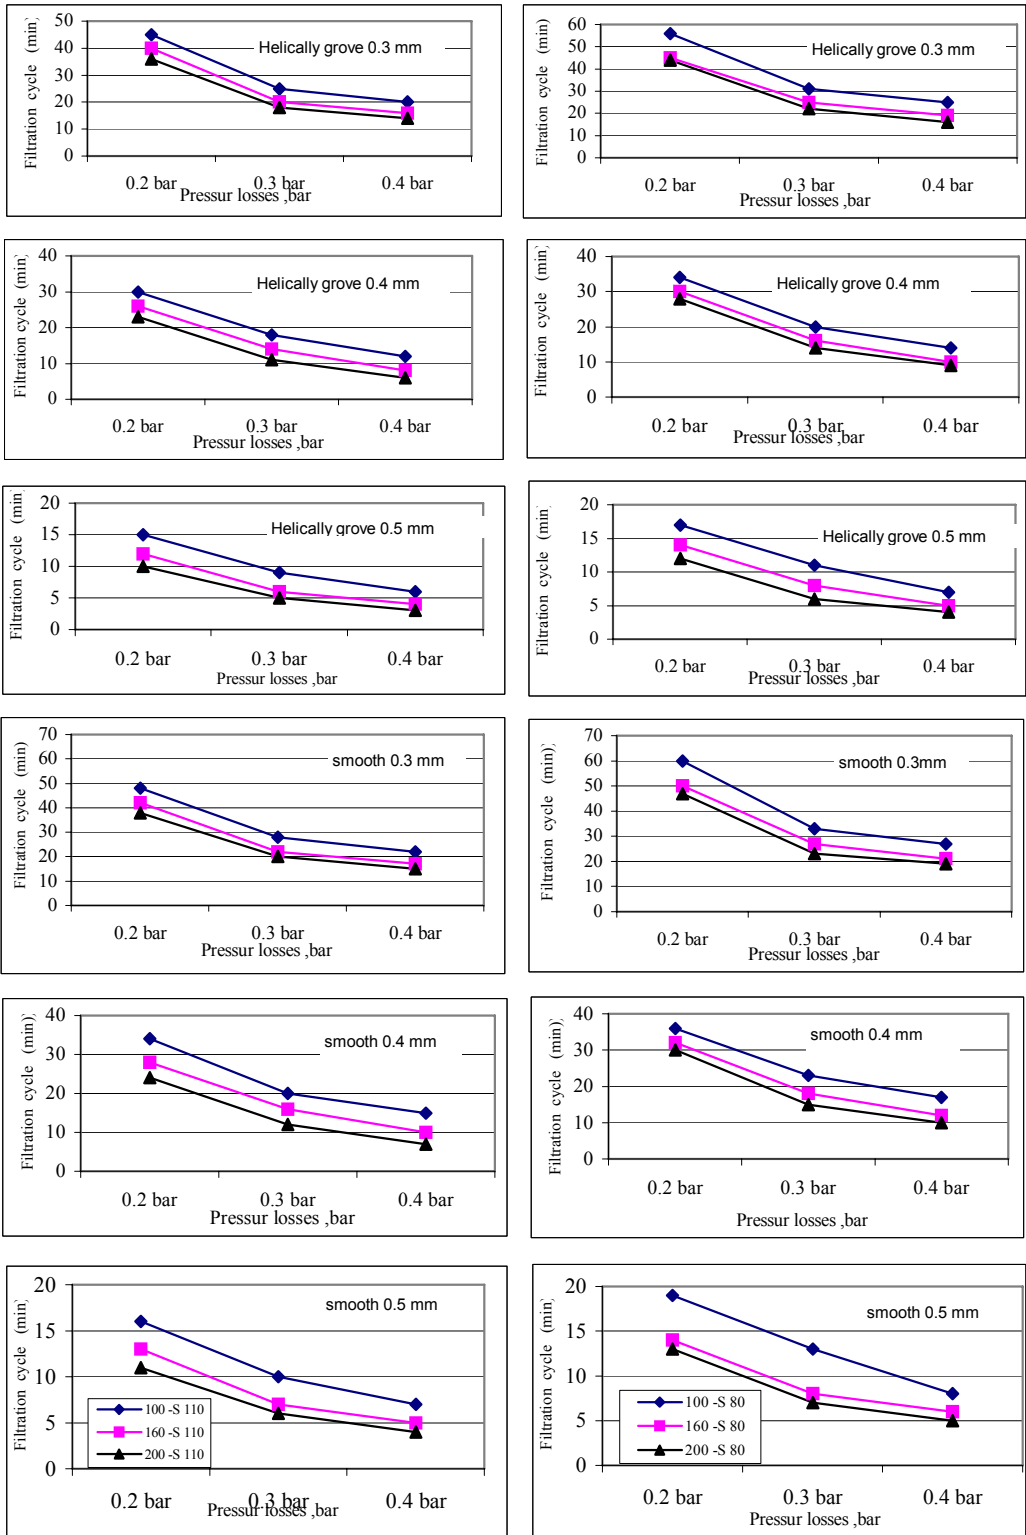 Filtration cycle (min)
50
40
30
20
10
0
Helically grove 0.3 mm
0.2 bar 0.3 bar 0.4 bar
Pressur losses ,bar
Filtration cycle (min)
60
50
40
30
20
10
0
Helically grove 0.3 mm
0.2 bar 0.3 bar 0.4 bar
Pressur losses ,bar
Filtration cycle (min)
40
30
20
10
0
Helically grove 0.4 mm
0.2 bar 0.3 bar 0.4 bar
Pressur losses ,bar
Filtration cycle (min)
40
30
20
10
0
Helically grove 0.4 mm
0.2 bar 0.3 bar 0.4 bar
Pressur losses ,bar
Filtration cycle (min)
20
15
10
5
0
Helically grove 0.5 mm
0.2 bar 0.3 bar 0.4 bar
Pressur losses ,bar
Filtration cycle (min)
20
15
10
5
0
Helically grove 0.5 mm
0.2 bar 0.3 bar 0.4 bar
Pressur losses ,bar
Filtration cycle (min)
70
60
50
40
30
20
10
0
smooth 0.3 mm
0.2 bar 0.3 bar 0.4 bar
Pressur losses ,bar
Filtration cycle (min)
70
60
50
40
30
20
10
0
smooth 0.3mm
0.2 bar 0.3 bar 0.4 bar
Pressur losses ,bar
Filtration cycle (min)
40
30
20
10
0
smooth 0.4 mm
0.2 bar 0.3 bar 0.4 bar
Pressur losses ,bar
Filtration cycle (min)
40
30
20
10
0
smooth 0.4 mm
0.2 bar 0.3 bar 0.4 bar
Pressur losses ,bar
Filtration cycle (min)
20
15
10
5
0
smooth 0.5 mm
100 -S 110
160 -S 110
200 -S 110
0.2 bar 0.3 bar 0.4 bar
Pressur losses ,bar
Filtration cycle (min)
20
15
10
5
0
smooth 0.5 mm
100 -S 80
160 -S 80
200 -S 80
0.2 bar 0.3 bar 0.4 bar
Pressur losses ,bar